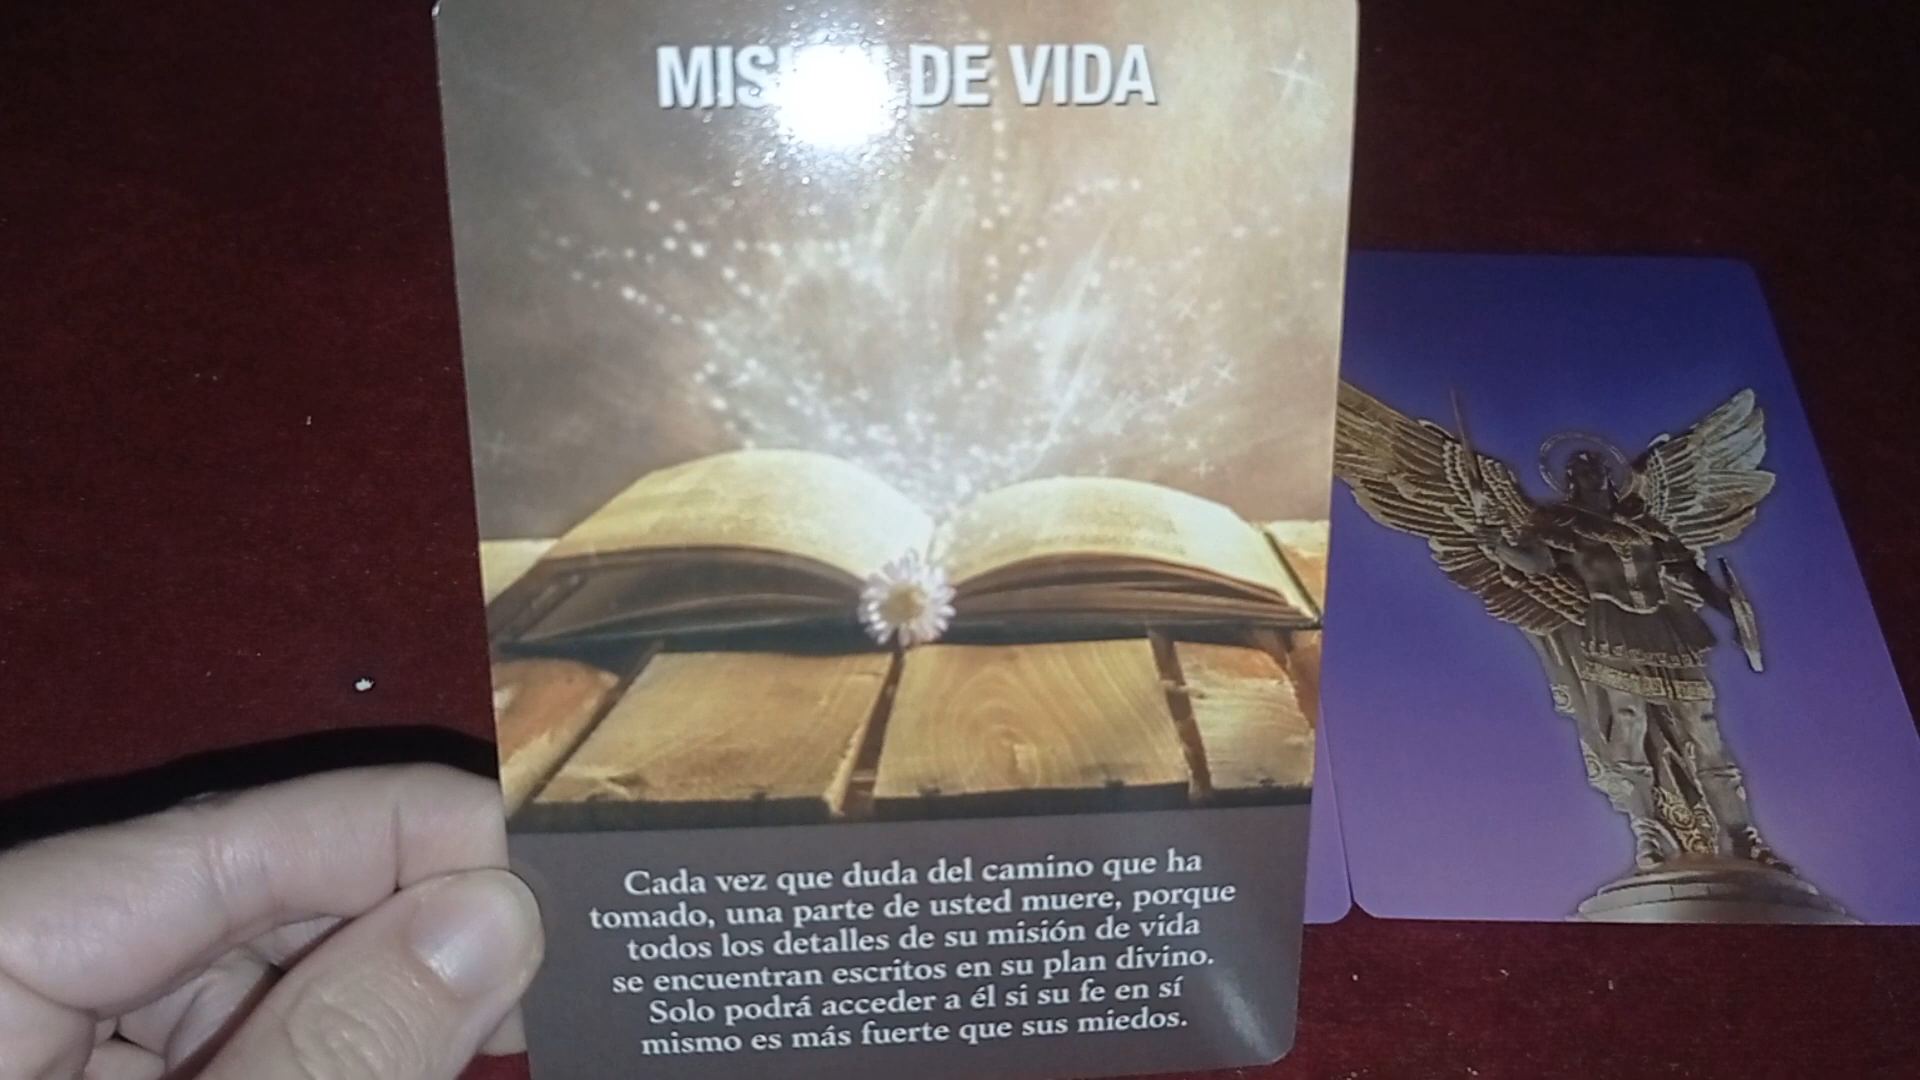 MISIÓN DE VIDA
Cada vez que duda del camino que ha
tomado, una parte de usted muere, porque
todos los detalles de su misión de vida
se encuentran escritos en su plan divino.
Solo podrá acceder a él si su fe en sí
mismo es más fuerte que sus miedos.